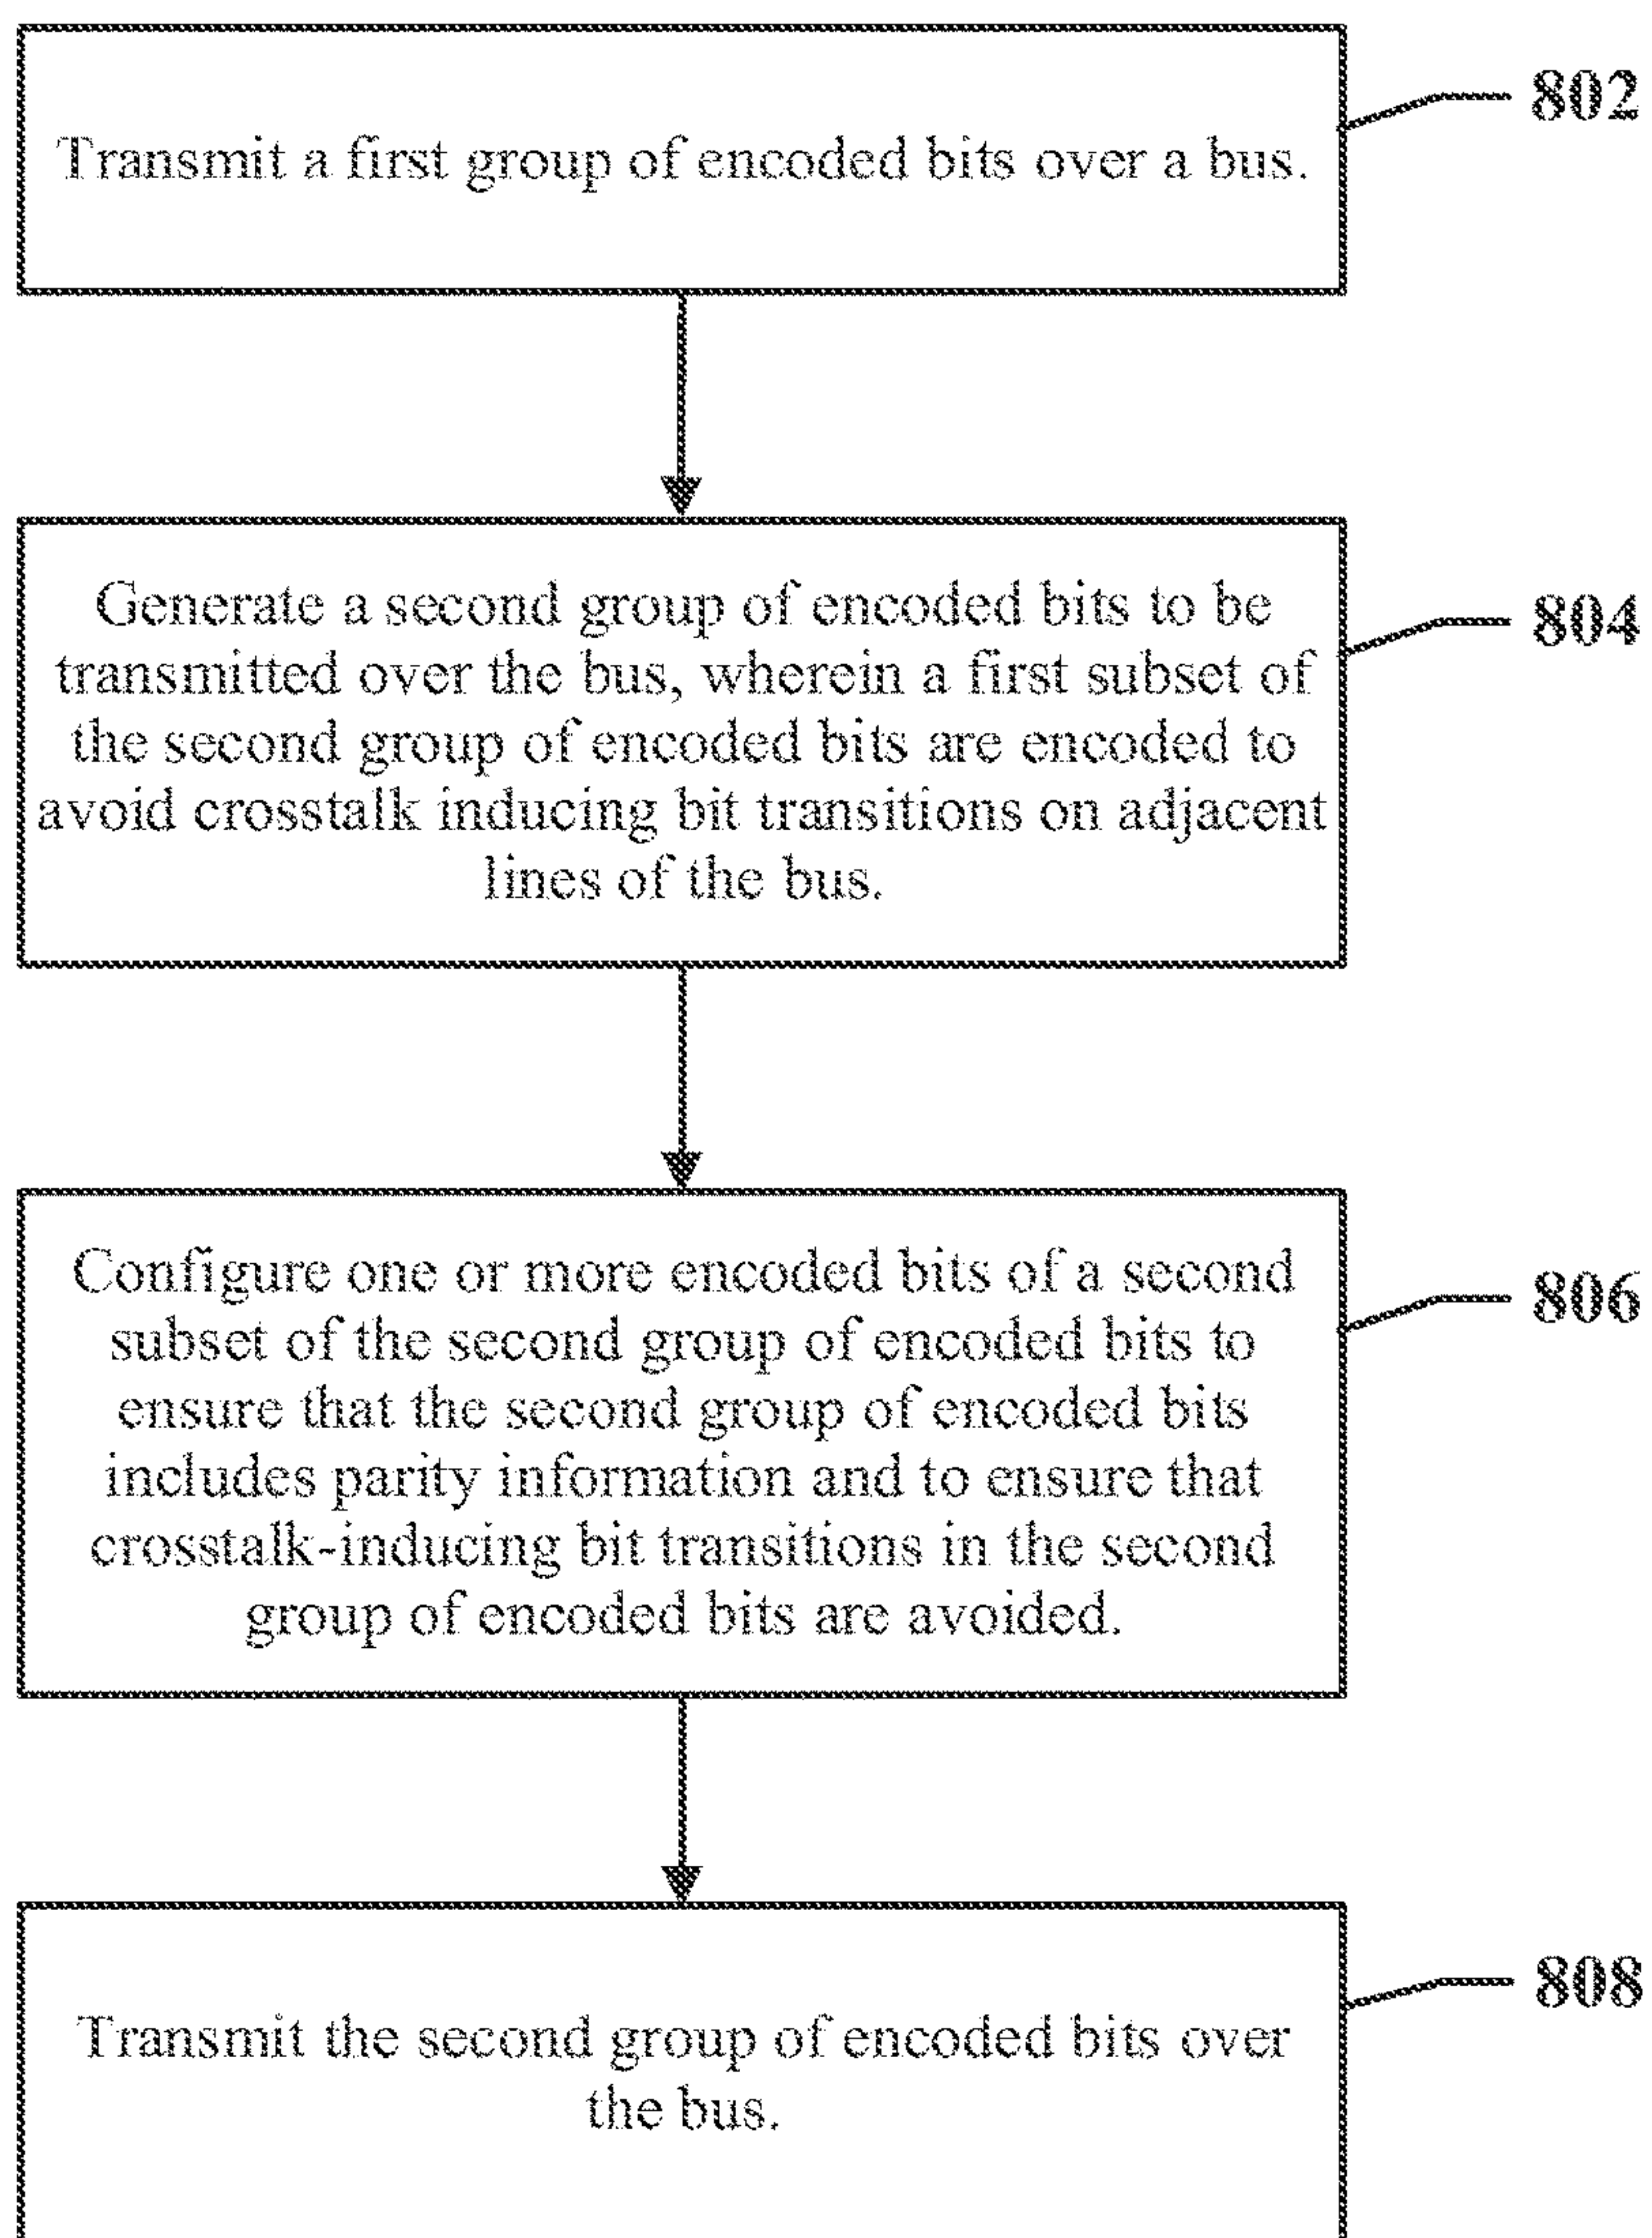 802
Transmit a first group of encoded bits over a bus.
804
Generate a second group of encoded bits to be
transmitted over the bus, wherein a first subset of
the second group of encoded bits are encoded to
avoid crosstalk inducing bit transitions on adjacent
lines of the bus.
806
Configure one or more encoded bits of a second
subset of the second group of encoded bits to
ensure that the second group of encoded bits
includes parity information and to ensure that
crosstalk-inducing bit transitions in the second
group of encoded bits are avoided.
808
Transmit the second group of encoded bits over
the bus.